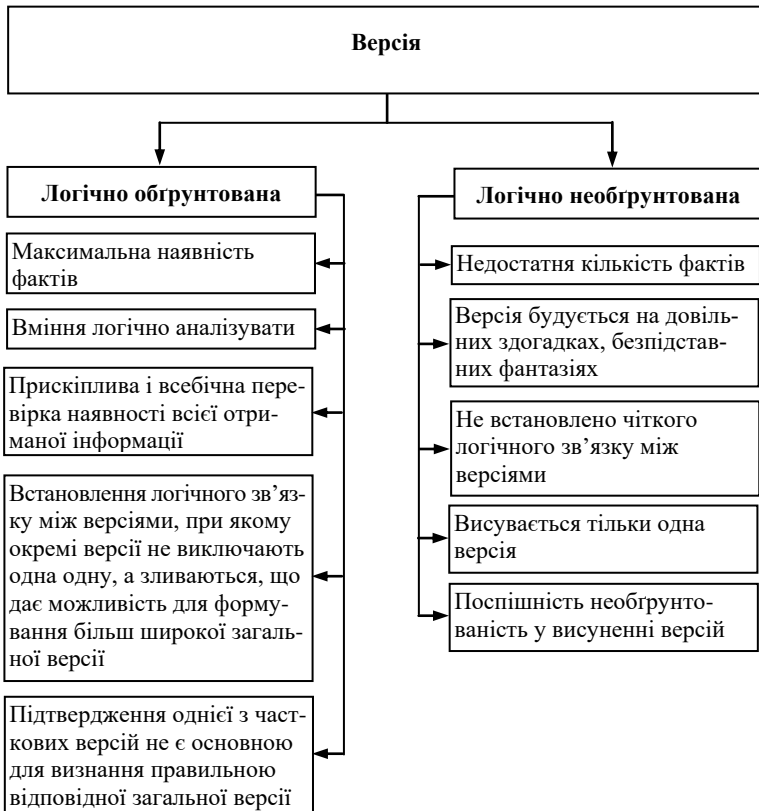 Версія
Логічно обґрунтована
Максимальна наявність
фактів
Вміння логічно аналізувати
Прискіплива і всебічна пере-
вірка наявності всієї отри-
маної інформації
Встановлення логічного зв’яз-
ку між версіями, при якому
окремі версії не виключають
одна одну, а зливаються, що
дає можливість для форму-
вання більш широкої загаль-
ної версії
Підтвердження однієї з част-
кових версій не є основною
для визнання правильною
відповідної загальної версії
Логічно необґрунтована
Недостатня кількість фактів
Версія будується на довіль-
них здогадках, безпідстав-
них фантазіях
Не встановлено чіткого
логічного зв’язку між
версіями
Висувається тільки одна
версія
Поспішність необґрунто-
ваність у висуненні версій